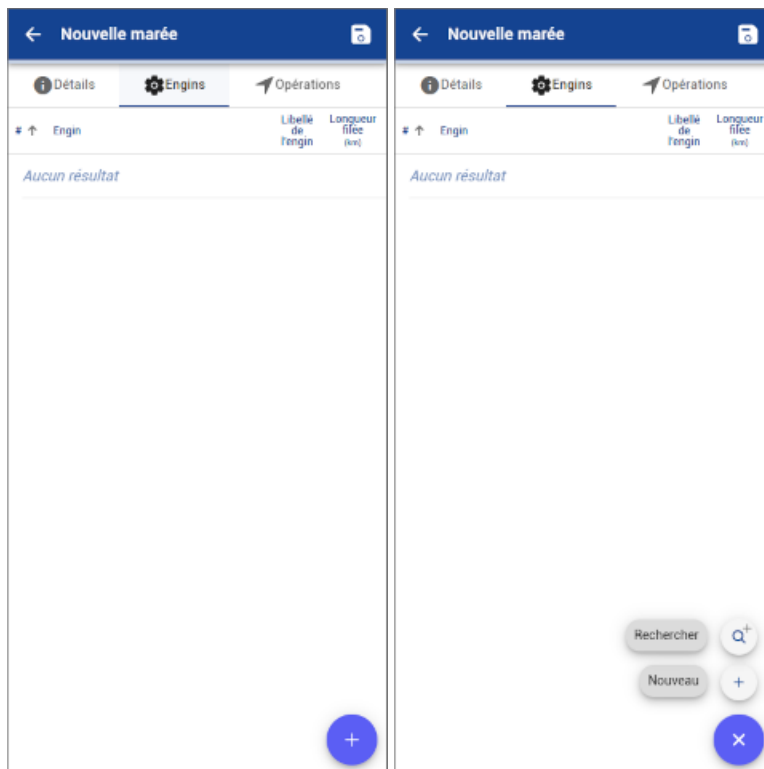 Nouvelle marée
Détails Engins Opérations
# ↑ Engin Libellé de l'engin Longueur filée (km)
Aucun résultat
+
Nouvelle marée
Détails Engins Opérations
# ↑ Engin Libellé de l'engin Longueur filée (km)
Aucun résultat
Rechercher
Nouveau +
×